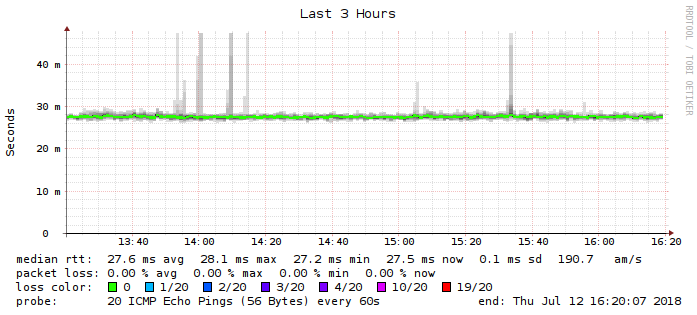 Last 3 Hours
RRDTOOL / TOBI OETIKER
Seconds
40 m
30 m
20 m
10 m
0
13:40 14:00 14:20 14:40 15:00 15:20 15:40 16:00 16:20
median rtt: 27.6 ms avg 28.1 ms max 27.2 ms min 27.5 ms now 0.1 ms sd 190.7 am/s
packet loss: 0.00 % avg 0.00 % max 0.00 % min 0.00 % now
loss color: 0 1/20 2/20 3/20 4/20 10/20 19/20
probe: 20 ICMP Echo Pings (56 Bytes) every 60s end: Thu Jul 12 16:20:07 2018